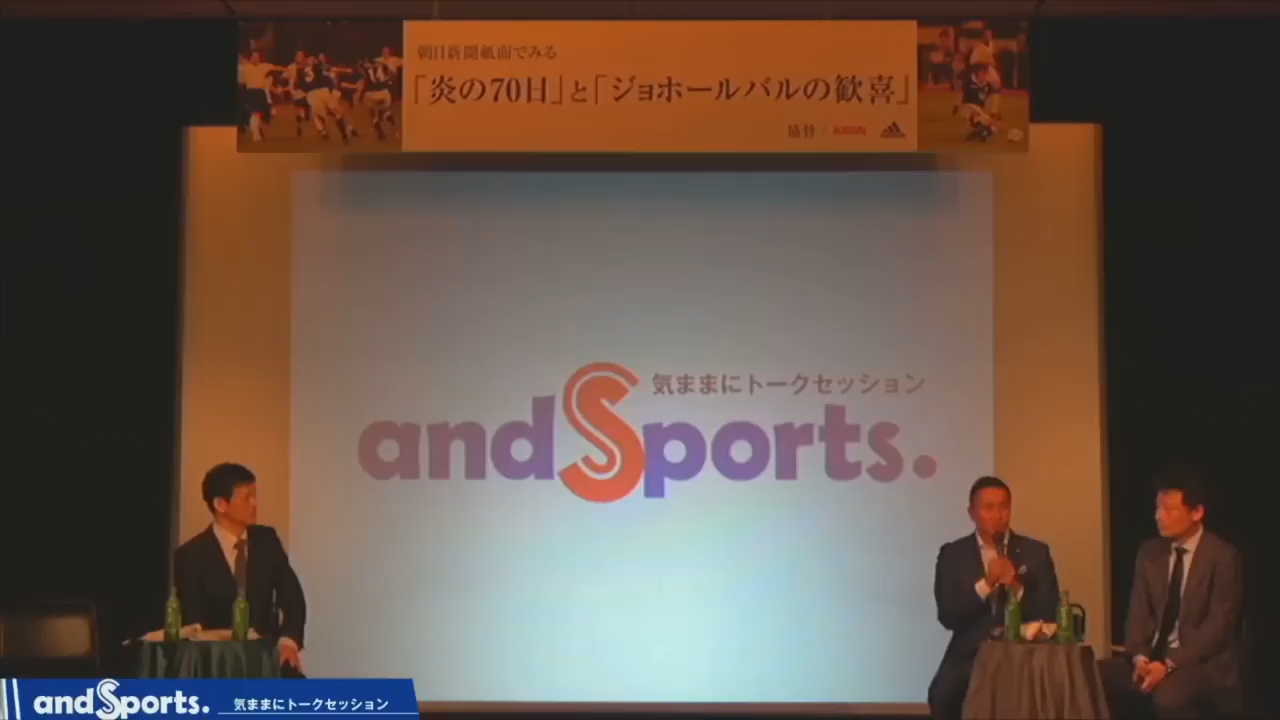 朝日新聞紙面でみる
「炎の70日」と「ジョホールバルの歓喜」
協賛：KIRIN
気ままにトークセッション
andSports.
andSports. 気ままにトークセッション